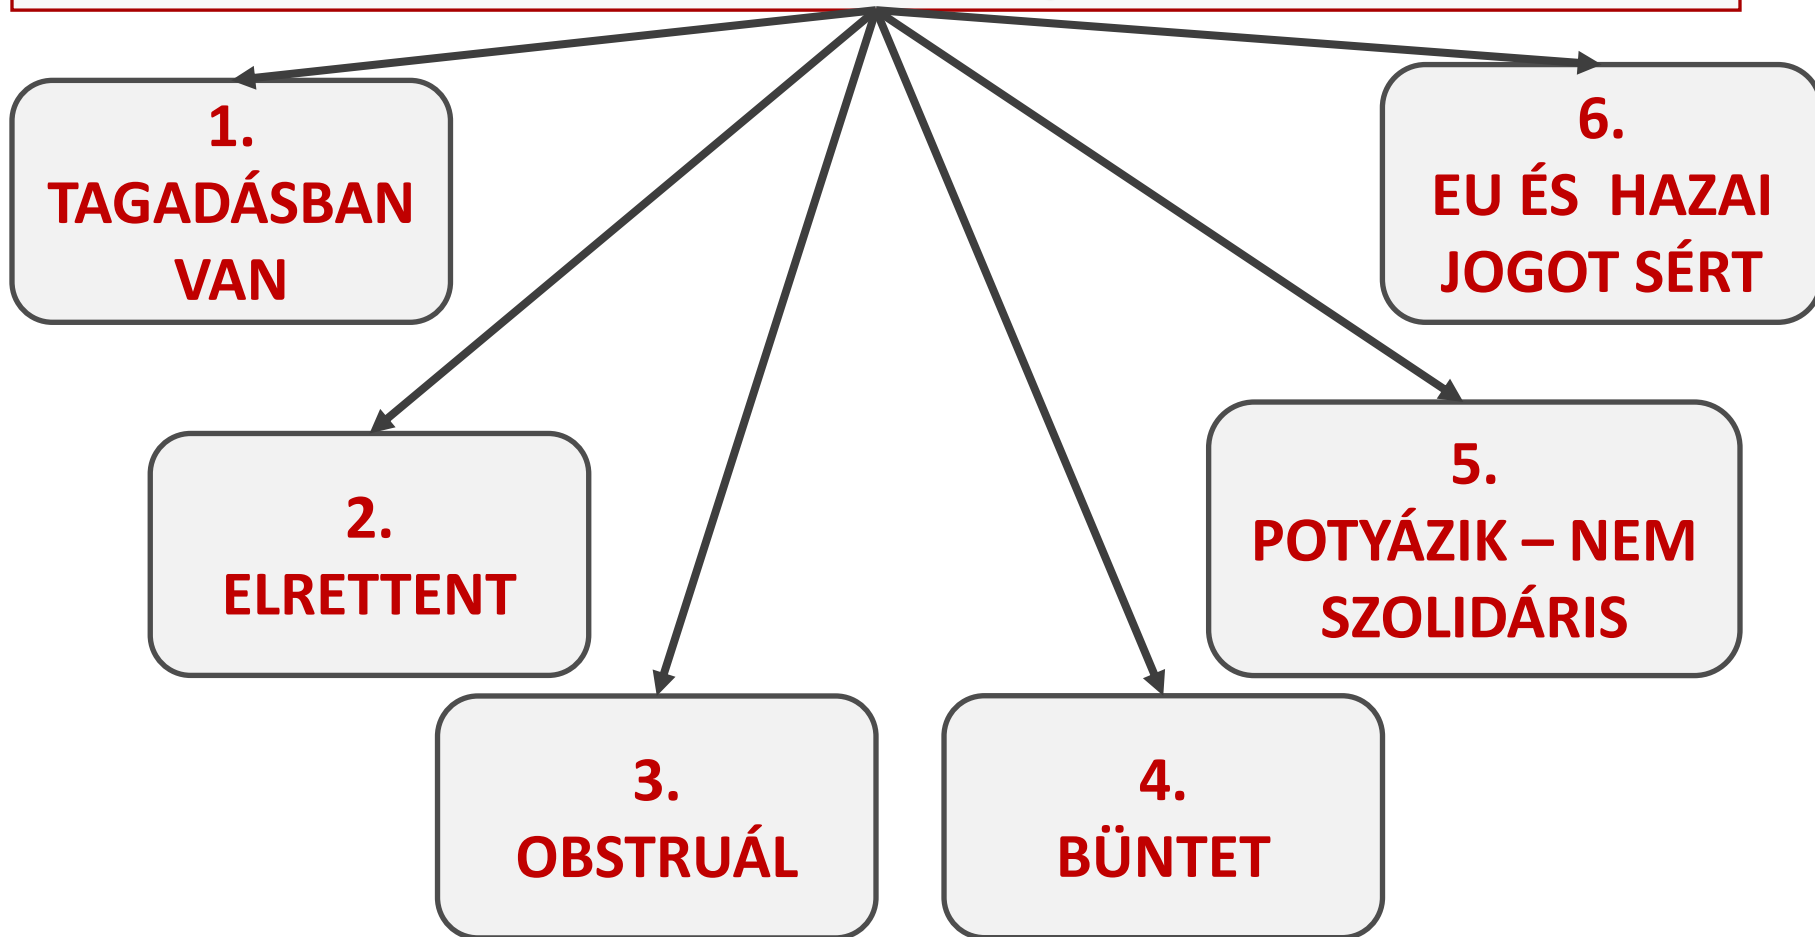 1.
TAGADÁSBAN
VAN
2.
ELRETTENT
3.
OBSTRUÁL
4.
BÜNTET
5.
POTYÁZIK – NEM
SZOLIDÁRIS
6.
EU ÉS HAZAI
JOGOT SÉRT